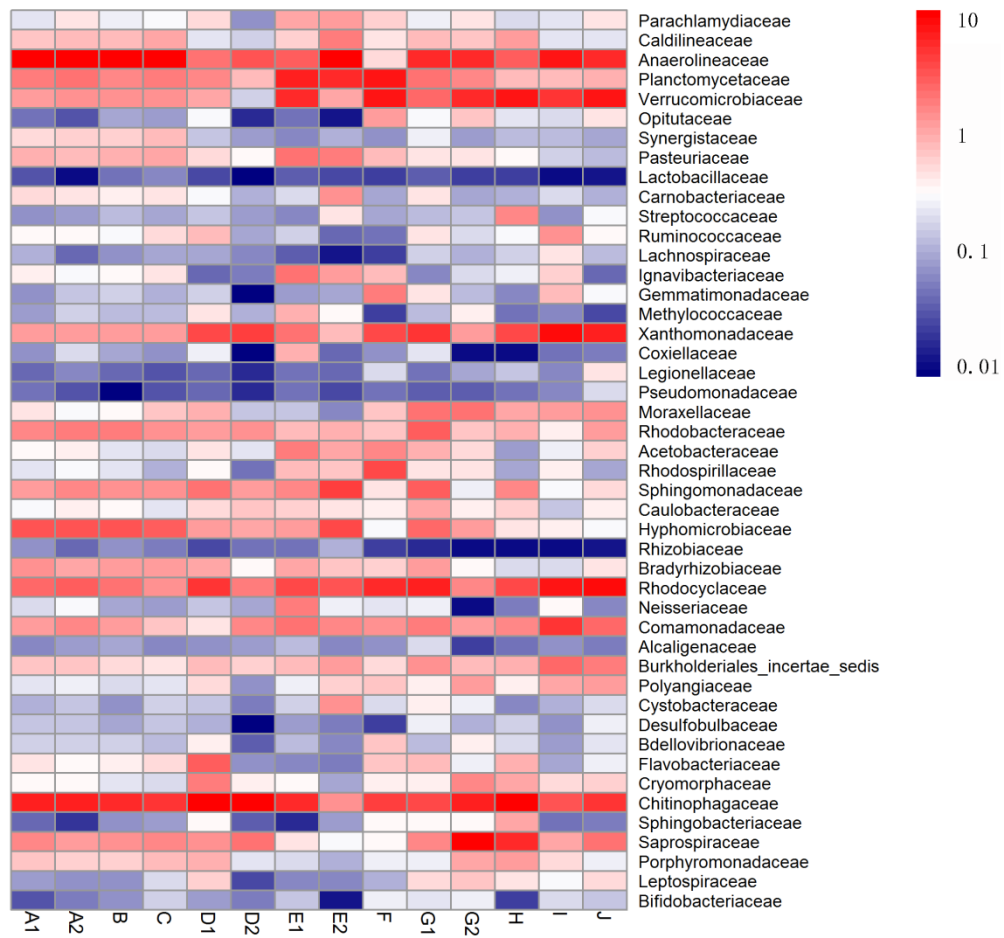 Parachlamydiaceae
Caldilineaceae
Anaerolineaceae
Planctomycetaceae
Verrucomicrobiaceae
Opitutaceae
Synergistaceae
Pasteuriaceae
Lactobacillaceae
Carnobacteriaceae
Streptococcaceae
Ruminococcaceae
Lachnospiraceae
Ignavibacteriaceae
Gemmatimonadaceae
Methylococcaceae
Xanthomonadaceae
Coxiellaceae
Legionellaceae
Pseudomonadaceae
Moraxellaceae
Rhodobacteraceae
Acetobacteraceae
Rhodospirillaceae
Sphingomonadaceae
Caulobacteraceae
Hyphomicrobiaceae
Rhizobiaceae
Bradyrhizobiaceae
Rhodocyclaceae
Neisseriaceae
Comamonadaceae
Alcaligenaceae
Burkholderiales_incertae_sedis
Polyangiaceae
Cystobacteraceae
Desulfobulbaceae
Bdellovibrionaceae
Flavobacteriaceae
Cryomorphaceae
Chitinophagaceae
Sphingobacteriaceae
Saprospiraceae
Porphyromonadaceae
Leptospiraceae
Bifidobacteriaceae
A1 A2 B C D1 D2 E1 E2 F G1 G2 H I J
10
1
0.1
0.01